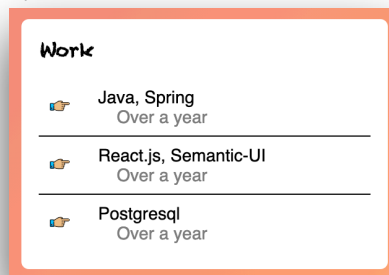 Work
Java, Spring
Over a year
React.js, Semantic-UI
Over a year
Postgresql
Over a year